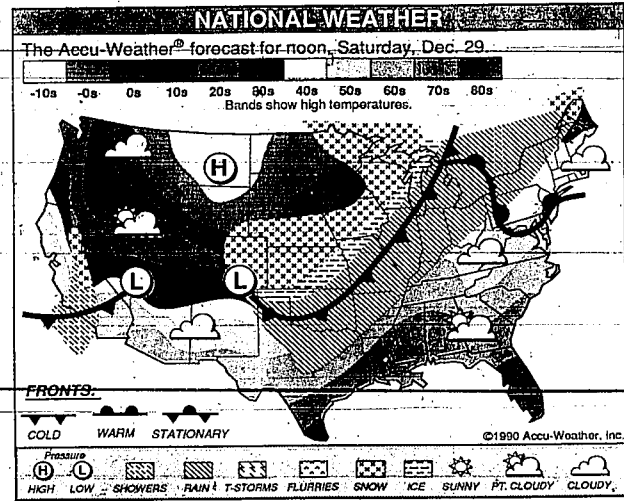 NATIONAL WEATHER
The Accu-Weather® forecast for noon, Saturday, Dec. 29.
-10s -0s 0s 10s 20s 30s 40s 50s 60s 70s 80s
Bands show high temperatures.
H
L L
FRONTS:
COLD WARM STATIONARY
©1990 Accu-Weather, Inc.
Pressure
H L
HIGH LOW SHOWERS RAIN T-STORMS FLURRIES SNOW ICE SUNNY PT. CLOUDY CLOUDY